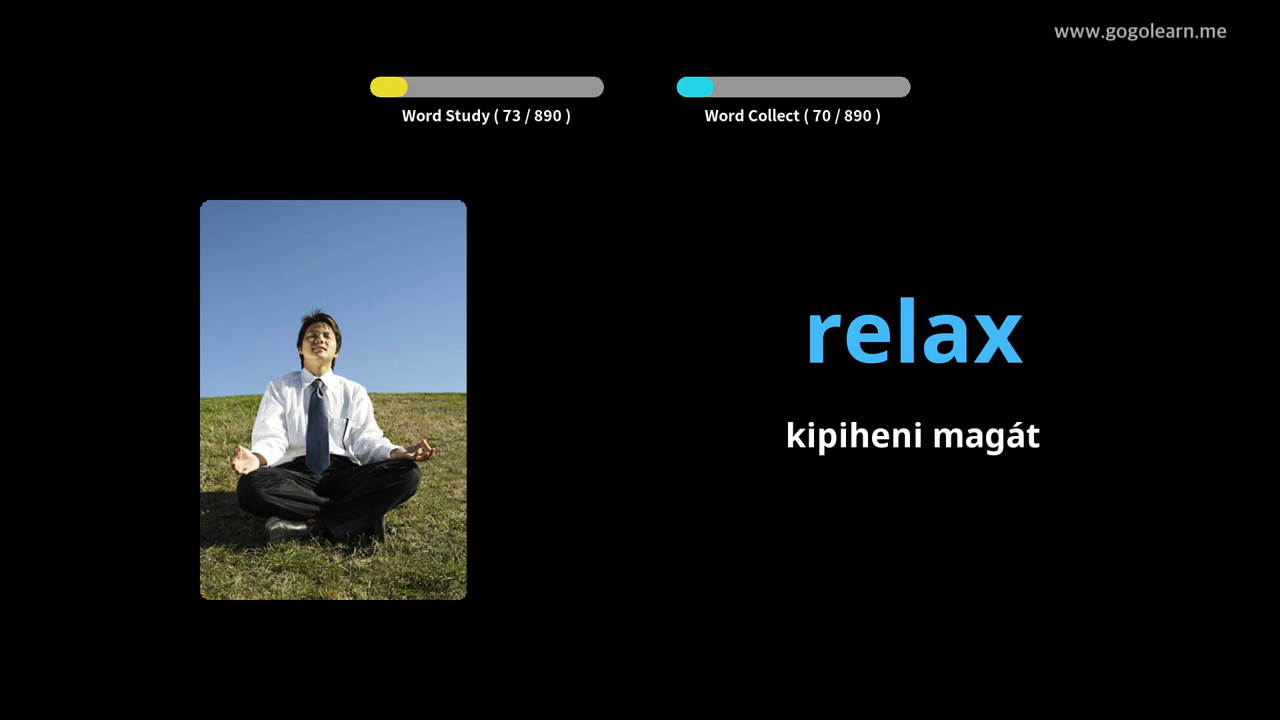 www.gogolearn.me
Word Study ( 73 / 890 )
Word Collect ( 70 / 890 )
relax
kipiheni magát